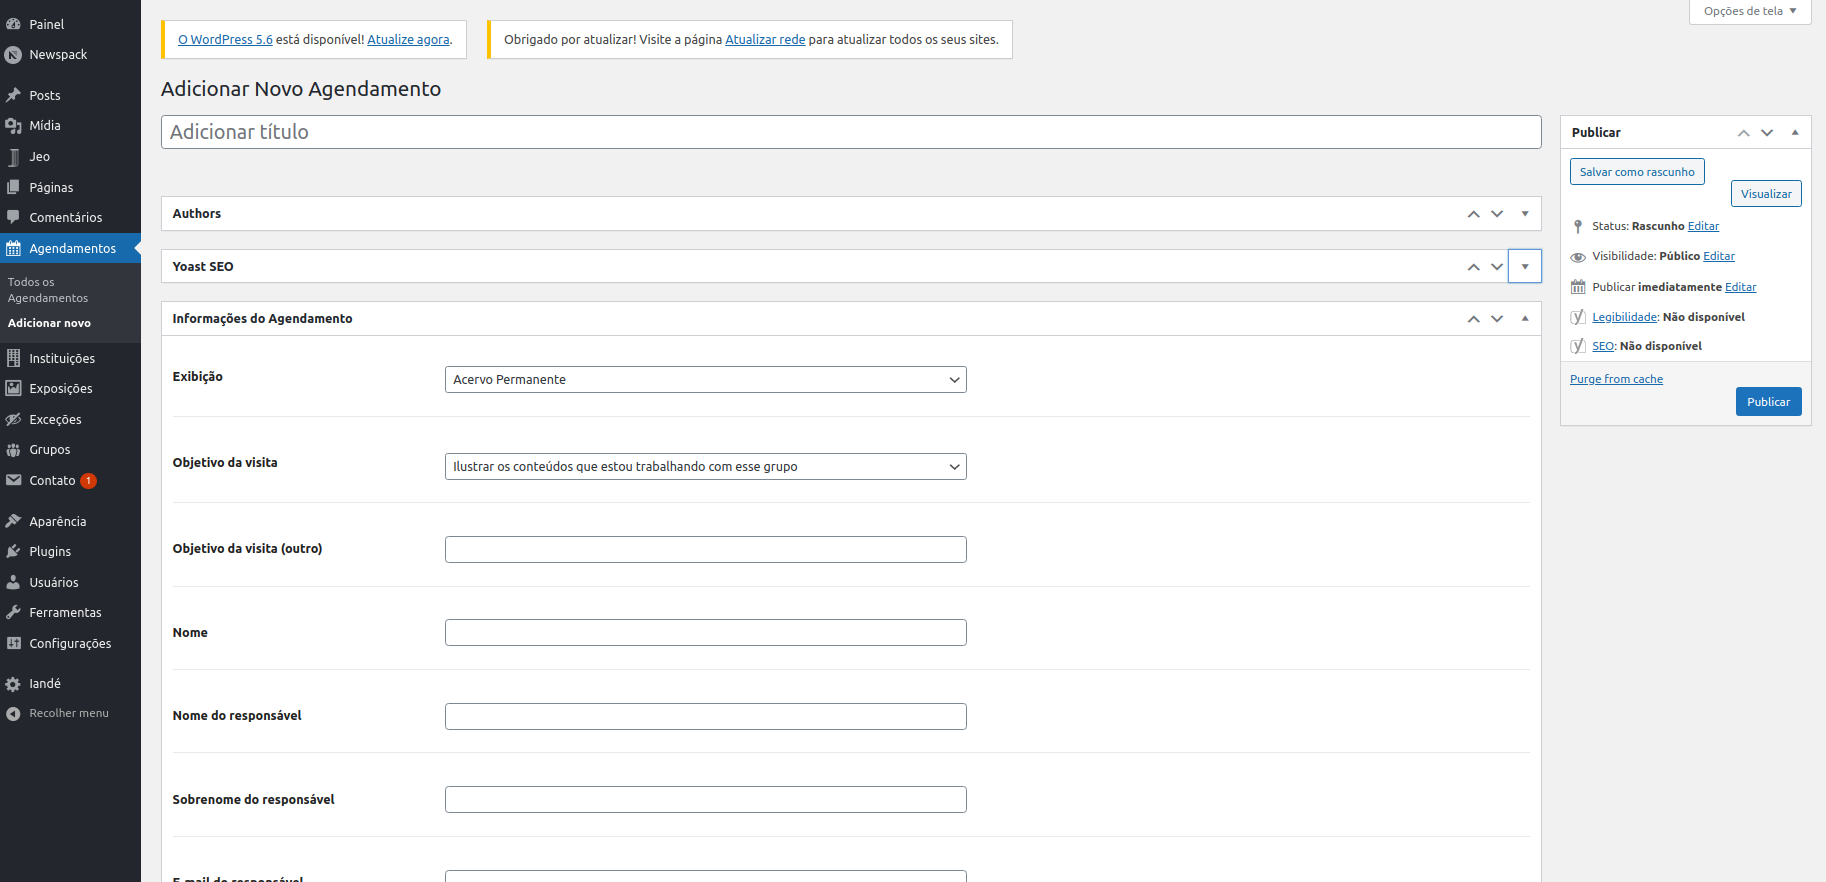 Painel
Newspack
Posts
Mídia
Jeo
Páginas
Comentários
Agendamentos
Todos os
Agendamentos
Adicionar novo
Instituições
Exposições
Exceções
Grupos
Contato 1
Aparência
Plugins
Usuários
Ferramentas
Configurações
Iandé
Recolher menu
Opções de tela
O WordPress 5.6 está disponível! Atualize agora.
Obrigado por atualizar! Visite a página Atualizar rede para atualizar todos os seus sites.
Adicionar Novo Agendamento
Adicionar título
Authors
Yoast SEO
Informações do Agendamento
Exibição
Acervo Permanente
Objetivo da visita
Ilustrar os conteúdos que estou trabalhando com esse grupo
Objetivo da visita (outro)
Nome
Nome do responsável
Sobrenome do responsável
E-mail do responsável
Publicar
Salvar como rascunho
Visualizar
Status: Rascunho Editar
Visibilidade: Público Editar
Publicar imediatamente Editar
Legibilidade: Não disponível
SEO: Não disponível
Purge from cache
Publicar